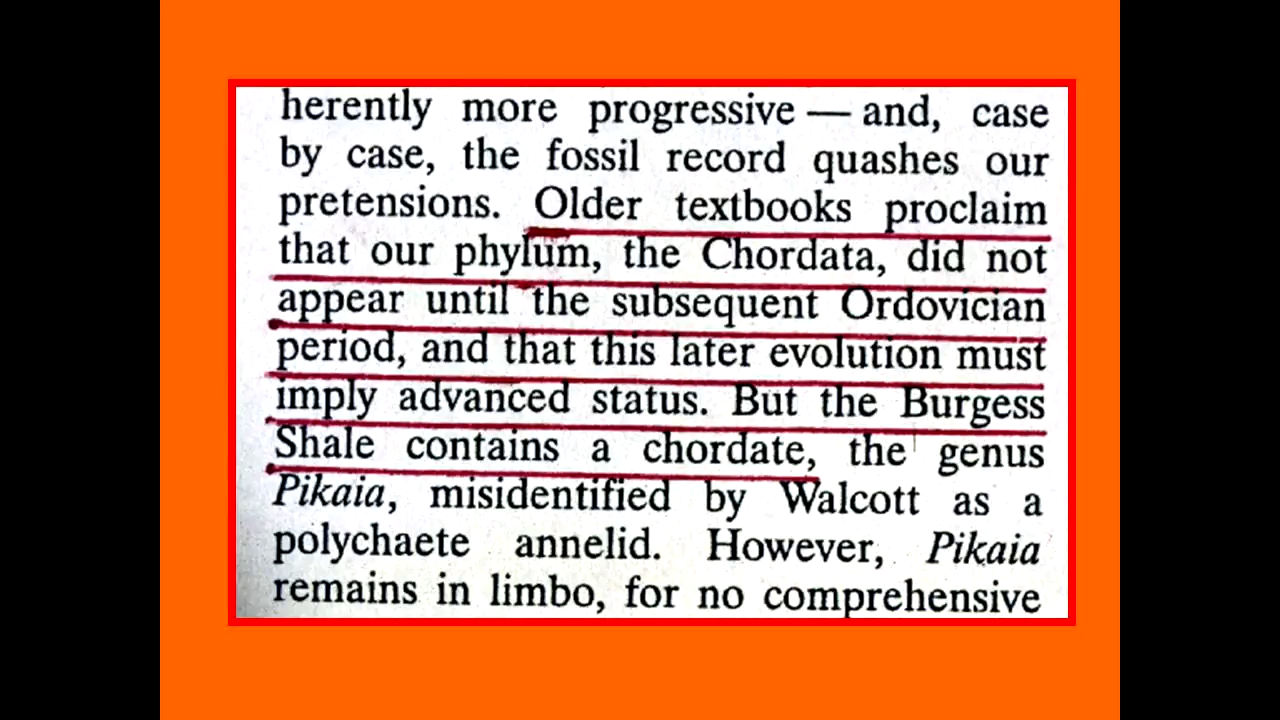 herently more progressive — and, case
by case, the fossil record quashes our
pretensions. Older textbooks proclaim
that our phylum, the Chordata, did not
appear until the subsequent Ordovician
period, and that this later evolution must
imply advanced status. But the Burgess
Shale contains a chordate, the genus
Pikaia, misidentified by Walcott as a
polychaete annelid. However, Pikaia
remains in limbo, for no comprehensive